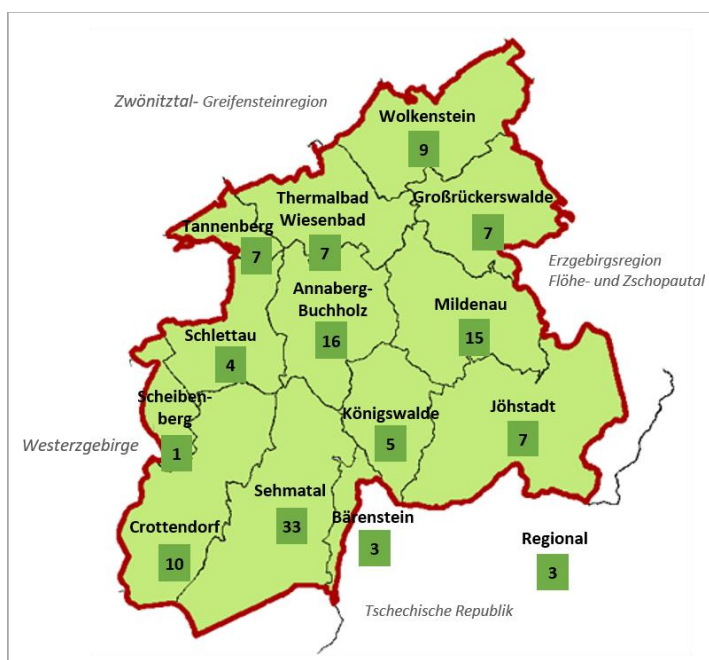 Zwönitztal- Greifensteinregion
Wolkenstein
9
Großrückerswalde
7
Thermalbad
Wiesenbad
7
Tannenberg
7
Erzgebirgsregion
Flöhe- und Zschopautal
Annaberg-
Buchholz
16
Mildenau
15
Schlettau
4
Scheiben-
berg
1
Königswalde
5
Jöhstadt
7
Westerzgebirge
Sehmatal
33
Bärenstein
3
Crottendorf
10
Regional
3
Tschechische Republik